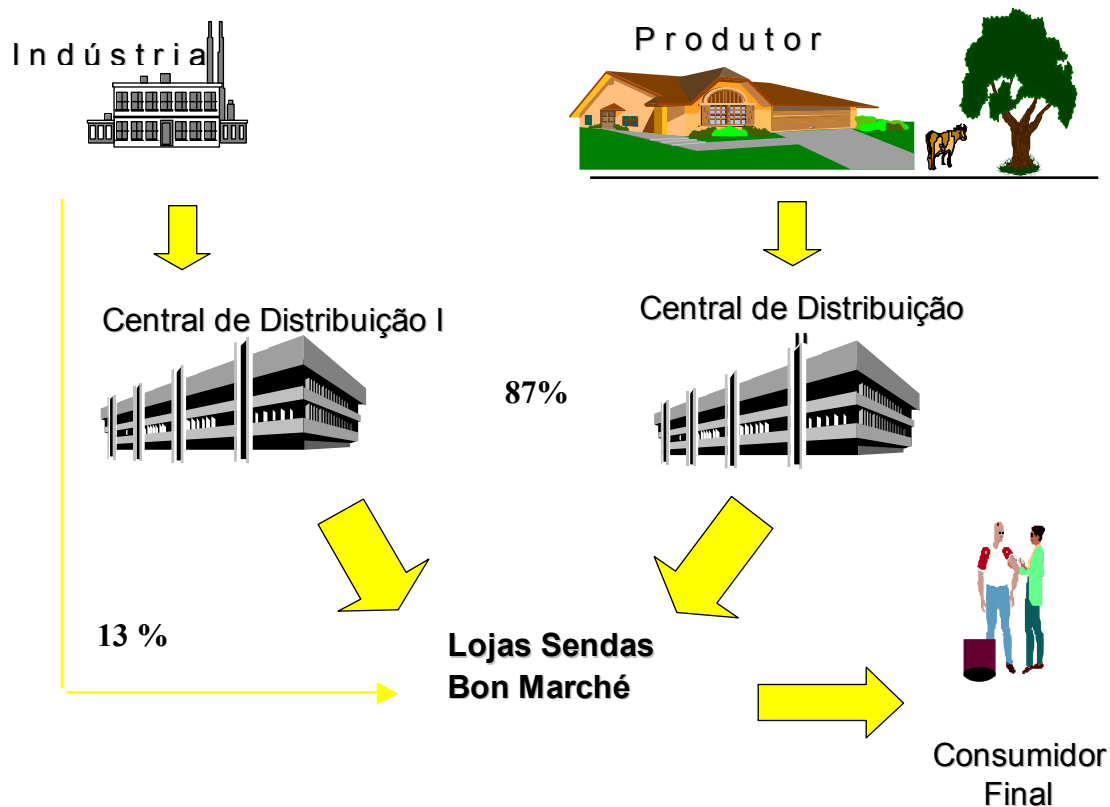 Indústria
Produtor
Central de Distribuição I
Central de Distribuição
87%
13 %
Lojas Sendas
Bon Marché
Consumidor
Final